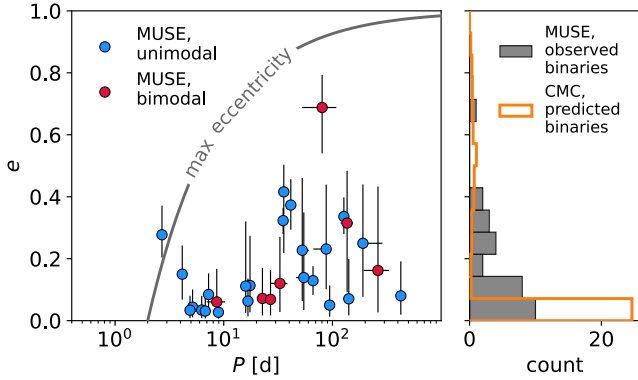 1.0
0.8
0.6
0.4
0.2
0.0
e
MUSE,
unimodal
MUSE,
bimodal
max eccentricity
10⁰
10¹
10²
P [d]
MUSE,
observed
binaries
CMC,
predicted
binaries
0
20
count